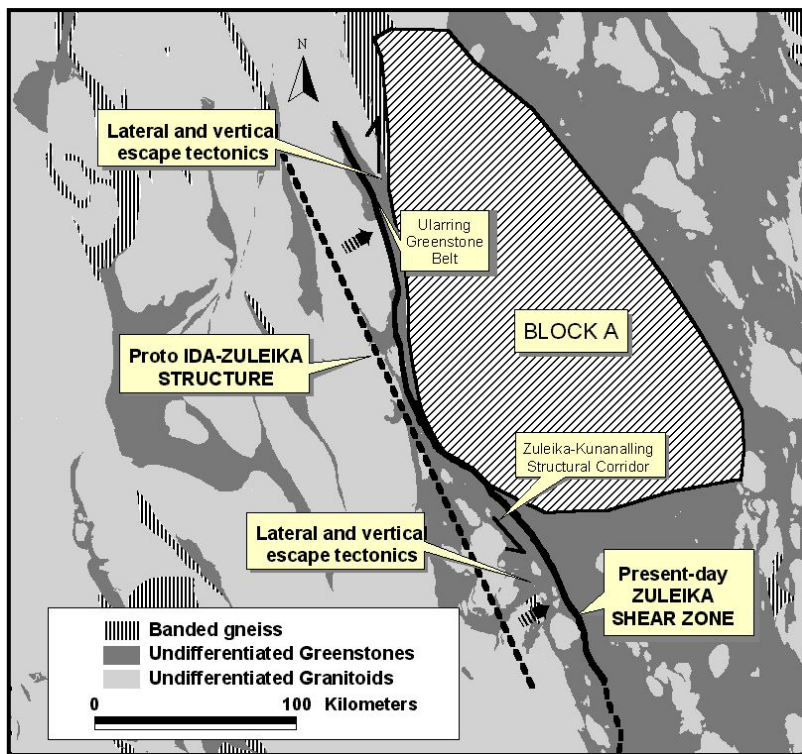 N
Lateral and vertical
escape tectonics
Ularring
Greenstone
Belt
BLOCK A
Proto IDA-ZULEIKA
STRUCTURE
Zuleika-Kunanalling
Structural Corridor
Lateral and vertical
escape tectonics
Present-day
ZULEIKA
SHEAR ZONE
Banded gneiss
Undifferentiated Greenstones
Undifferentiated Granitoids
0 100 Kilometers